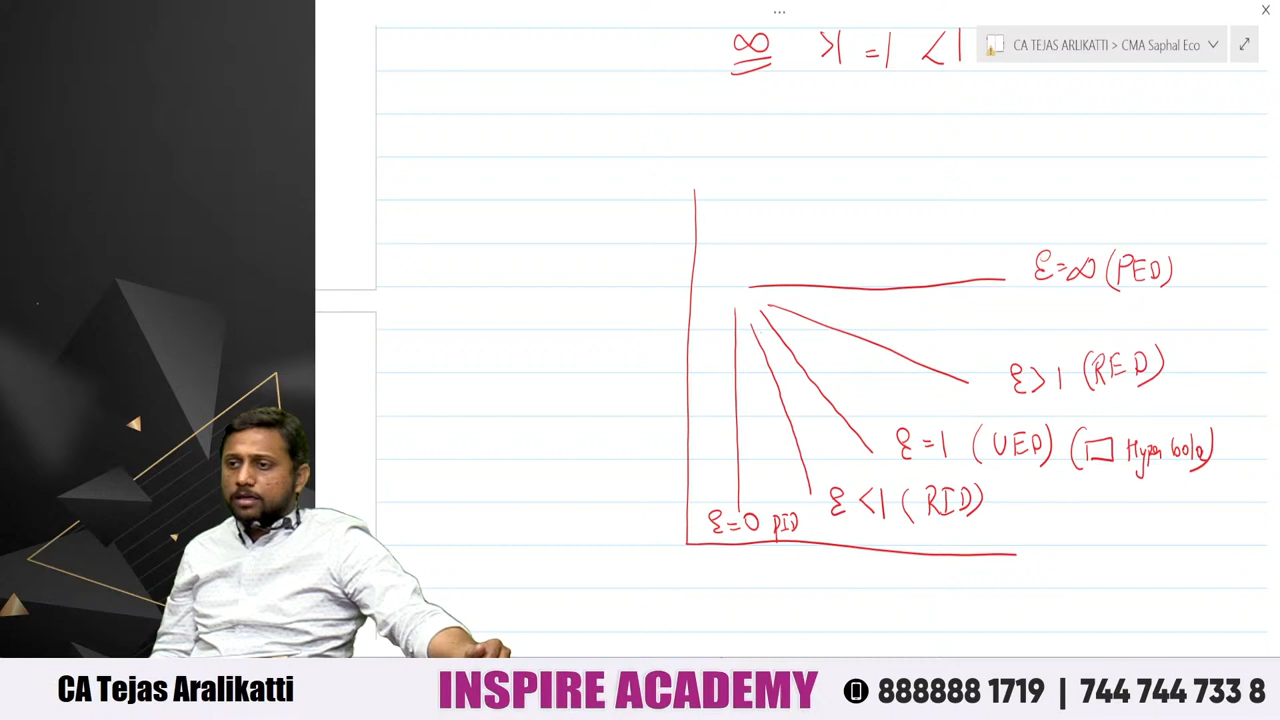 ...
X
CA TEJAS ARLIKATTI > CMA Saphal Eco
∞ >1 =1 <1
ε=∞ (PED)
ε>1 (RED)
ε=1 (UED) (▭ Hyperbola)
ε<1 (RID)
ε=0 PID
CA Tejas Aralikatti
INSPIRE ACADEMY
888888 1719 | 744 744 733 8